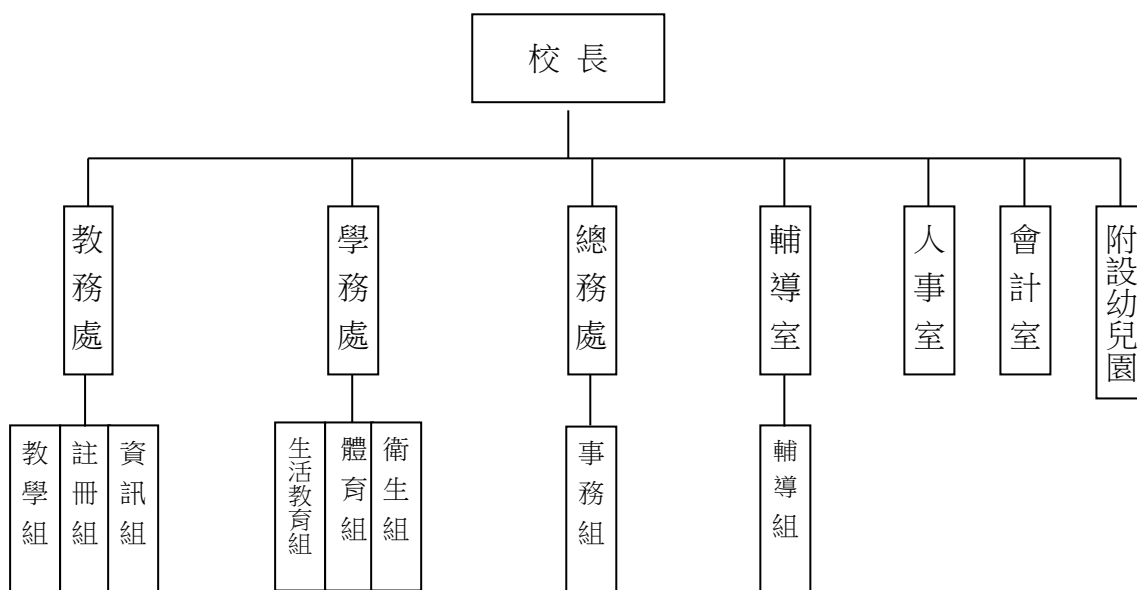 校長
教務處
學務處
總務處
輔導室
人事室
會計室
附設幼兒園
教學組
註冊組
資訊組
生活教育組
體育組
衛生組
事務組
輔導組